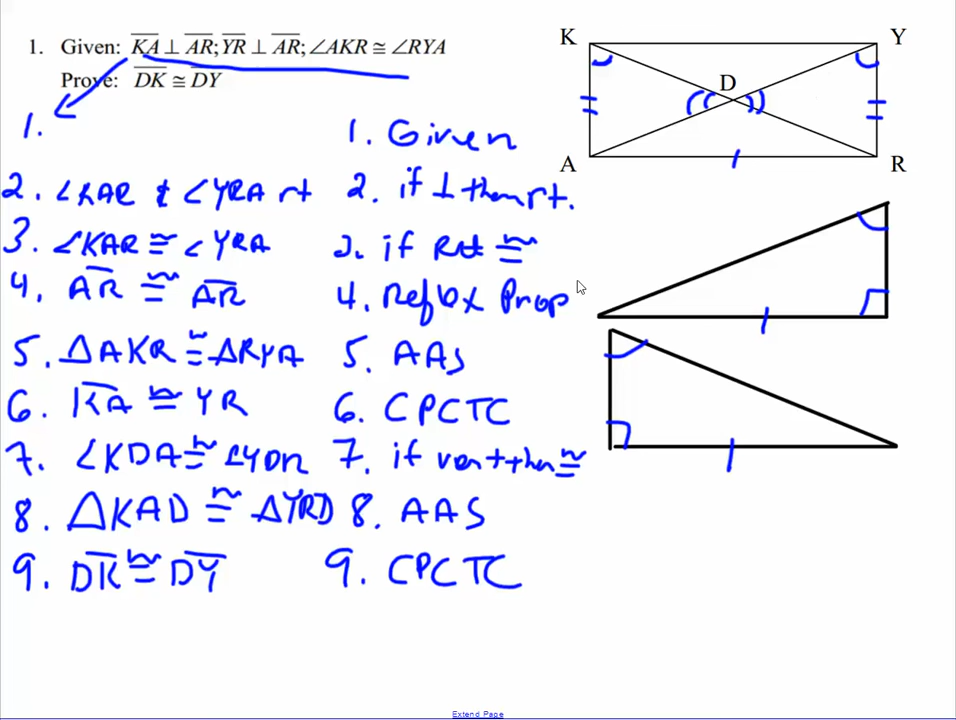 1. Given: KA ⊥ AR; YR ⊥ AR; ∠AKR ≅ ∠RYA
Prove: DK ≅ DY
K
Y
D
A
R
1. 1. Given
2. ∠KAR & ∠YRA rt 2. if ⊥ then rt.
3. ∠KAR ≅ ∠YRA 3. if Rt ≅
4. AR ≅ AR 4. Reflex Prop
5. △AKR ≅ △RYA 5. AAS
6. KA ≅ YR 6. CPCTC
7. ∠KDA ≅ ∠YDR 7. if vert then ≅
8. △KAD ≅ △YRD 8. AAS
9. DK ≅ DY 9. CPCTC
Extend Page